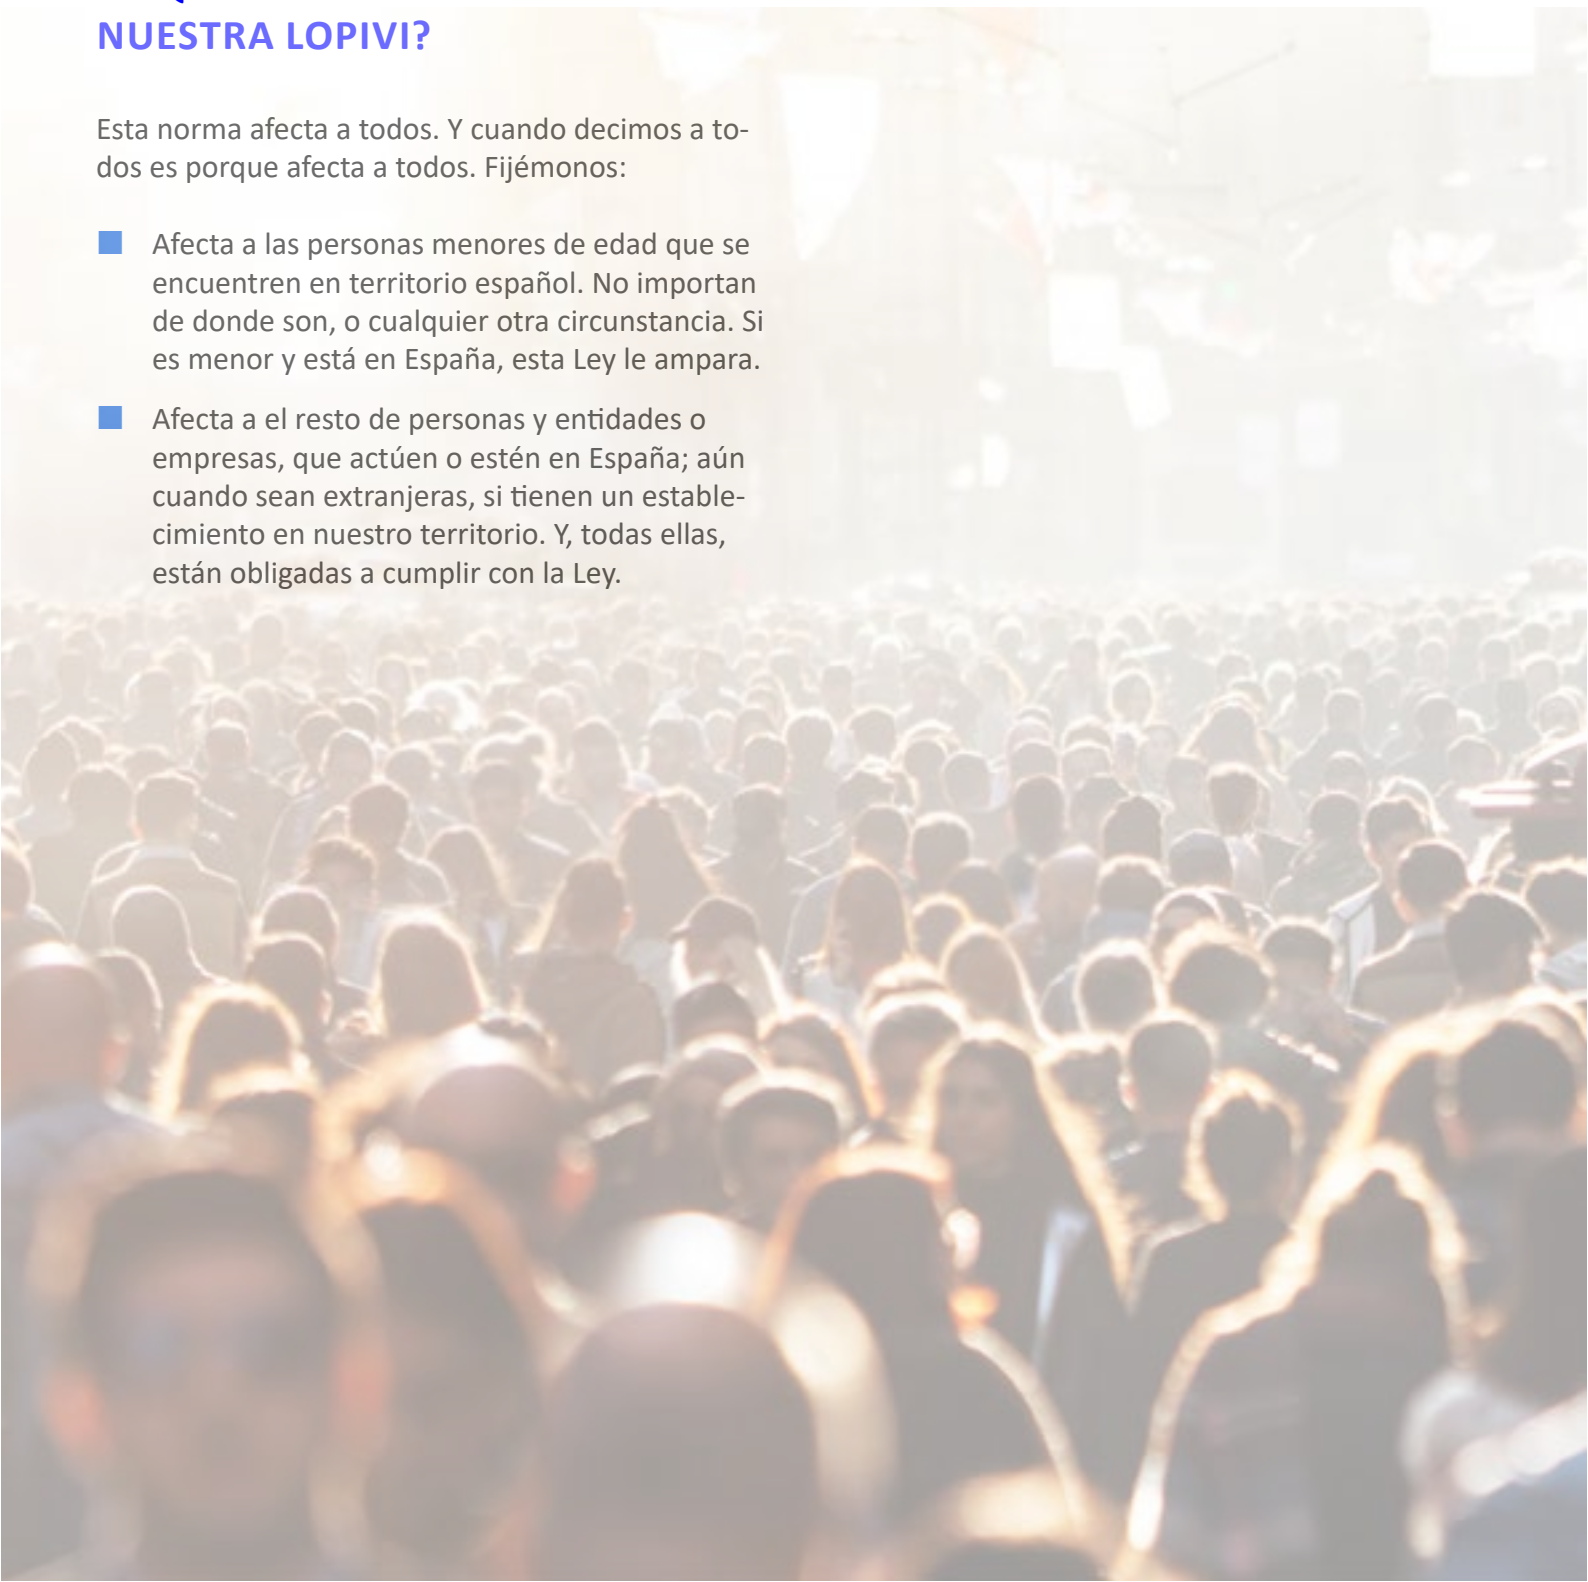 NUESTRA LOPIVI?
Esta norma afecta a todos. Y cuando decimos a to-
dos es porque afecta a todos. Fijémonos:
Afecta a las personas menores de edad que se
encuentren en territorio español. No importan
de donde son, o cualquier otra circunstancia. Si
es menor y está en España, esta Ley le ampara.
Afecta a el resto de personas y entidades o
empresas, que actúen o estén en España; aún
cuando sean extranjeras, si tienen un estable-
cimiento en nuestro territorio. Y, todas ellas,
están obligadas a cumplir con la Ley.